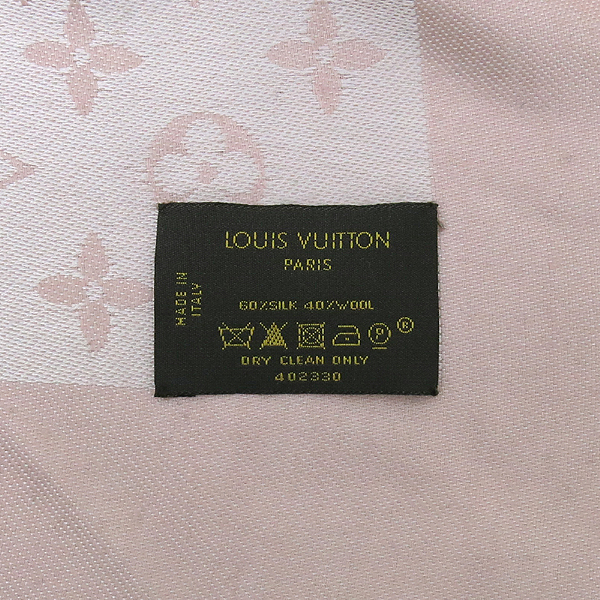 LOUIS VUITTON
PARIS
MADE IN
ITALY
60%SILK 40%WOOL
P
®
DRY CLEAN ONLY
402330